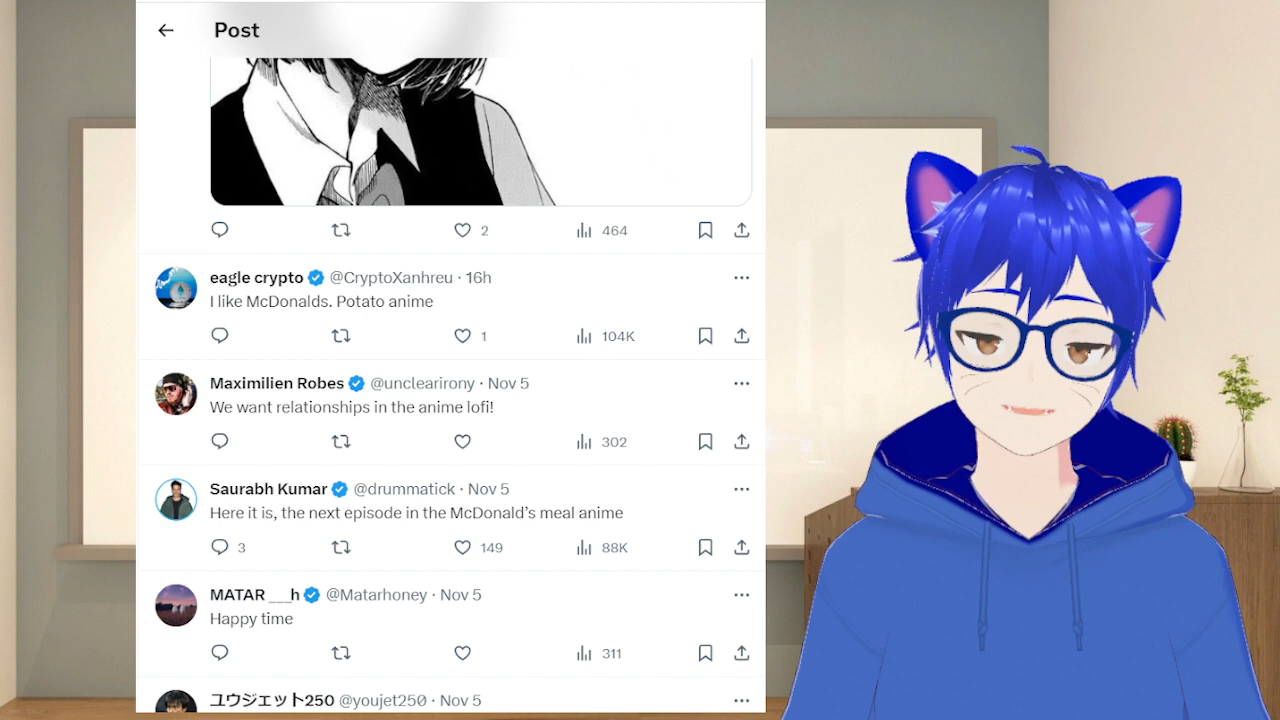 Post
2
464
eagle crypto @CryptoXanhreu · 16h
I like McDonalds. Potato anime
1
104K
Maximilien Robes @unclearirony · Nov 5
We want relationships in the anime lofi!
302
Saurabh Kumar @drummatick · Nov 5
Here it is, the next episode in the McDonald’s meal anime
3
149
88K
MATAR __h @Matarhoney · Nov 5
Happy time
311
ユウジェット250 @youjet250 · Nov 5